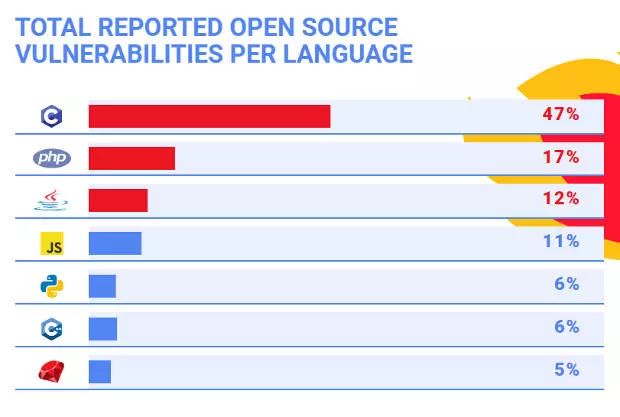 TOTAL REPORTED OPEN SOURCE
VULNERABILITIES PER LANGUAGE
C 47%
php 17%
12%
JS 11%
6%
C++ 6%
5%